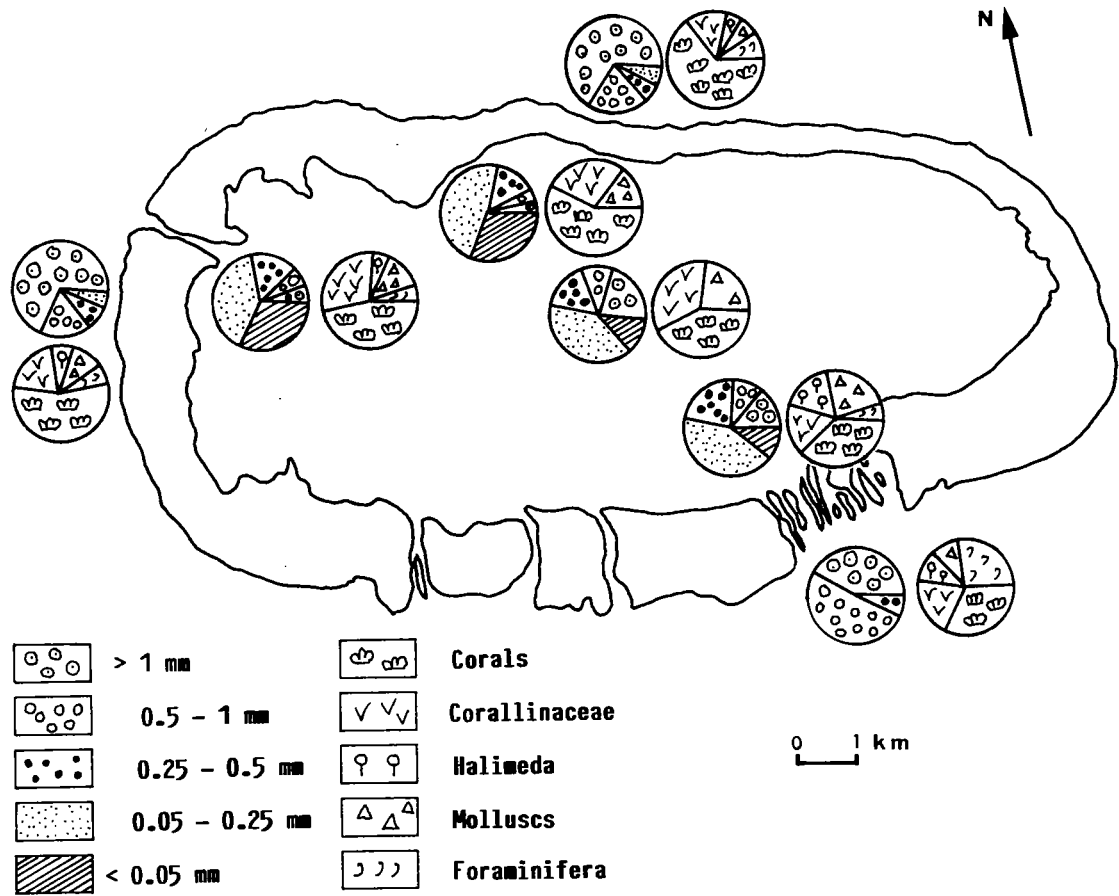 N
> 1 mm
0.5 - 1 mm
0.25 - 0.5 mm
0.05 - 0.25 mm
< 0.05 mm
Corals
Corallinaceae
Halimeda
Molluscs
Foraminifera
0 1 km